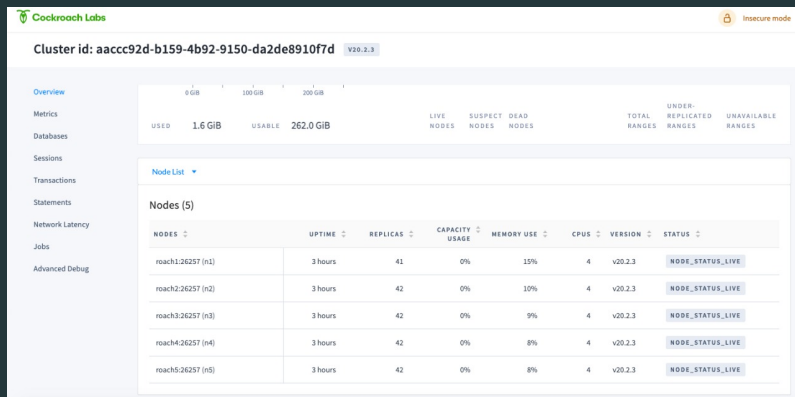 Cockroach Labs
Insecure mode
Cluster id: aaccc92d-b159-4b92-9150-da2de8910f7d V20.2.3
Overview
Metrics
Databases
Sessions
Transactions
Statements
Network Latency
Jobs
Advanced Debug
0 GiB 100 GiB 200 GiB
USED 1.6 GiB USABLE 262.0 GiB
LIVE NODES
SUSPECT NODES
DEAD NODES
TOTAL RANGES
UNDER-REPLICATED RANGES
UNAVAILABLE RANGES
Node List
Nodes (5)
NODES UPTIME REPLICAS CAPACITY USAGE MEMORY USE CPUS VERSION STATUS
roach1:26257 (n1) 3 hours 41 0% 15% 4 v20.2.3 NODE_STATUS_LIVE
roach2:26257 (n2) 3 hours 42 0% 10% 4 v20.2.3 NODE_STATUS_LIVE
roach3:26257 (n3) 3 hours 42 0% 9% 4 v20.2.3 NODE_STATUS_LIVE
roach4:26257 (n4) 3 hours 42 0% 8% 4 v20.2.3 NODE_STATUS_LIVE
roach5:26257 (n5) 3 hours 42 0% 8% 4 v20.2.3 NODE_STATUS_LIVE